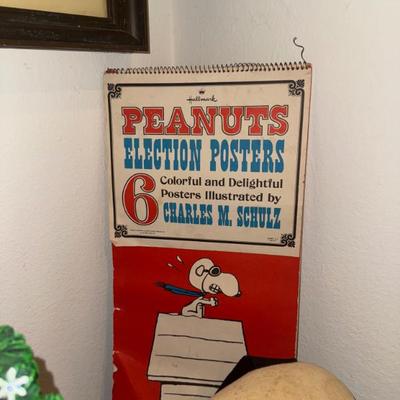 Hallmark
PEANUTS
ELECTION POSTERS
6
Colorful and Delightful
Posters Illustrated by
CHARLES M. SCHULZ